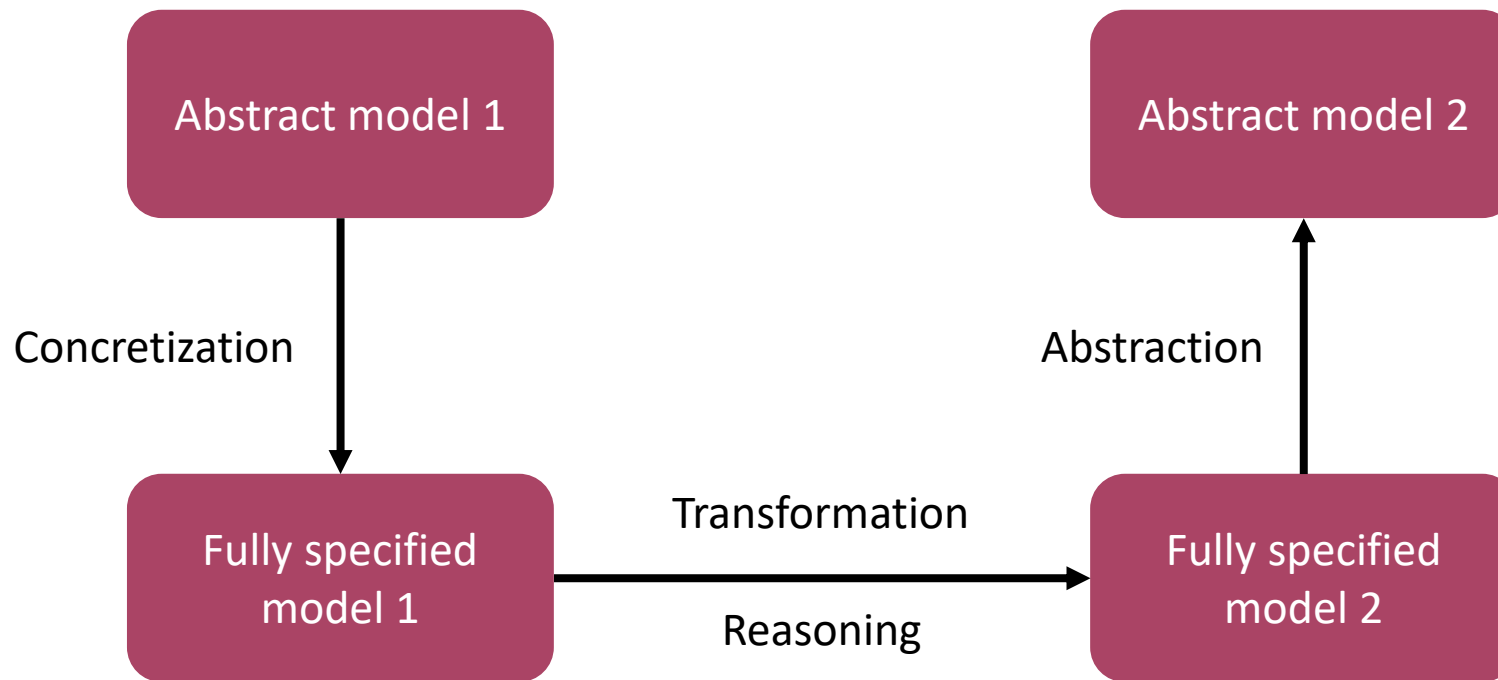 Abstract model 1
Abstract model 2
Concretization
Abstraction
Fully specified
model 1
Transformation
Reasoning
Fully specified
model 2